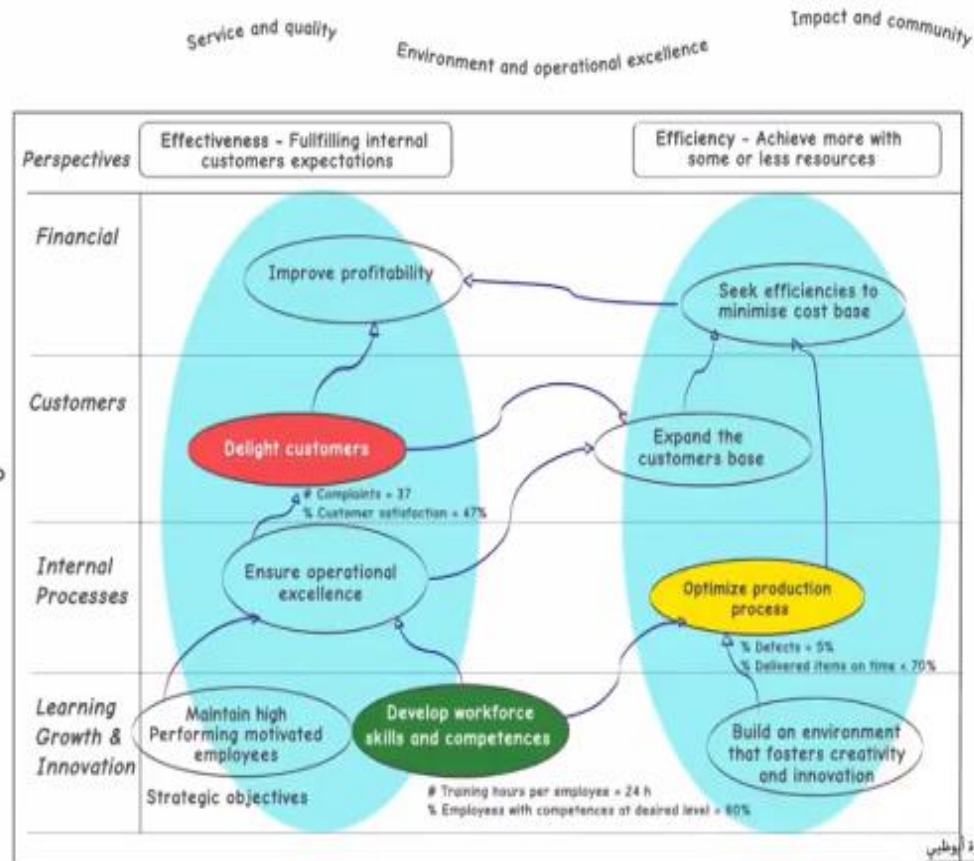 Service and quality
Environment and operational excellence
Impact and community
Perspectives
Effectiveness - Fullfilling internal
customers expectations
Efficiency - Achieve more with
some or less resources
Financial
Improve profitability
Seek efficiencies to
minimise cost base
Customers
Delight customers
Expand the
customers base
# Complaints = 37
% Customer satisfaction = 47%
Internal
Processes
Ensure operational
excellence
Optimize production
process
% Defects = 5%
% Delivered items on time < 70%
Learning
Growth &
Innovation
Maintain high
Performing motivated
employees
Develop workforce
skills and competences
Build an environment
that fosters creativity
and innovation
Strategic objectives
# Training hours per employee = 24 h
% Employees with competences at desired level = 60%